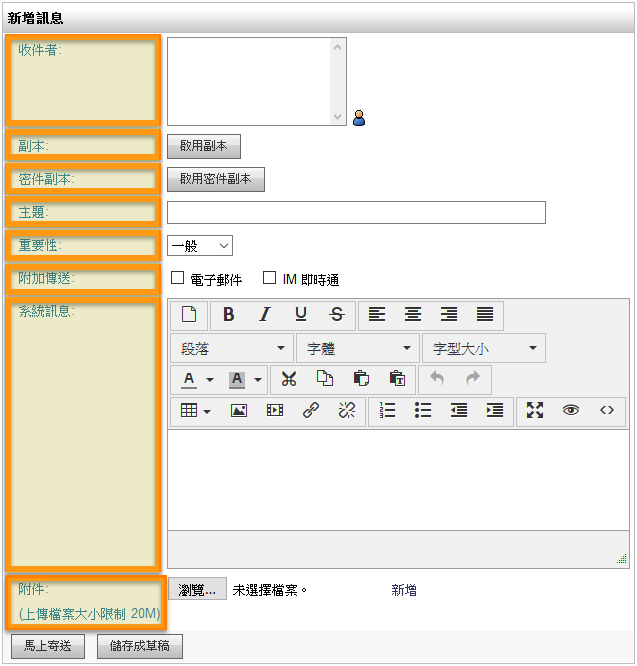 新增訊息
收件者:
副本: 啟用副本
密件副本: 啟用密件副本
主題:
重要性: 一般
附加傳送: 電子郵件 IM 即時通
系統訊息:
B I U S
段落 字體 字型大小
A A
附件: 瀏覽... 未選擇檔案。 新增
(上傳檔案大小限制 20M)
馬上寄送 儲存成草稿